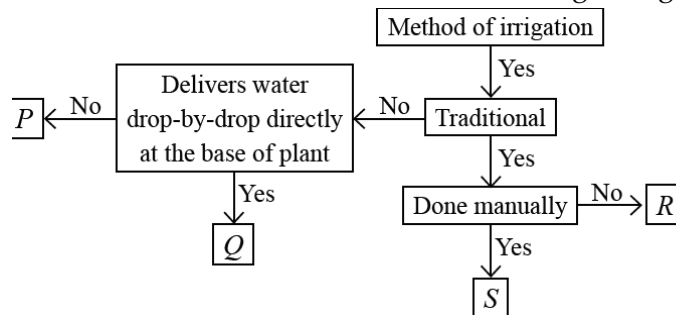 Method of irrigation
Yes
Delivers water
drop-by-drop directly
at the base of plant
No
P
No
Traditional
Yes
Yes
Q
Done manually
No
R
Yes
S